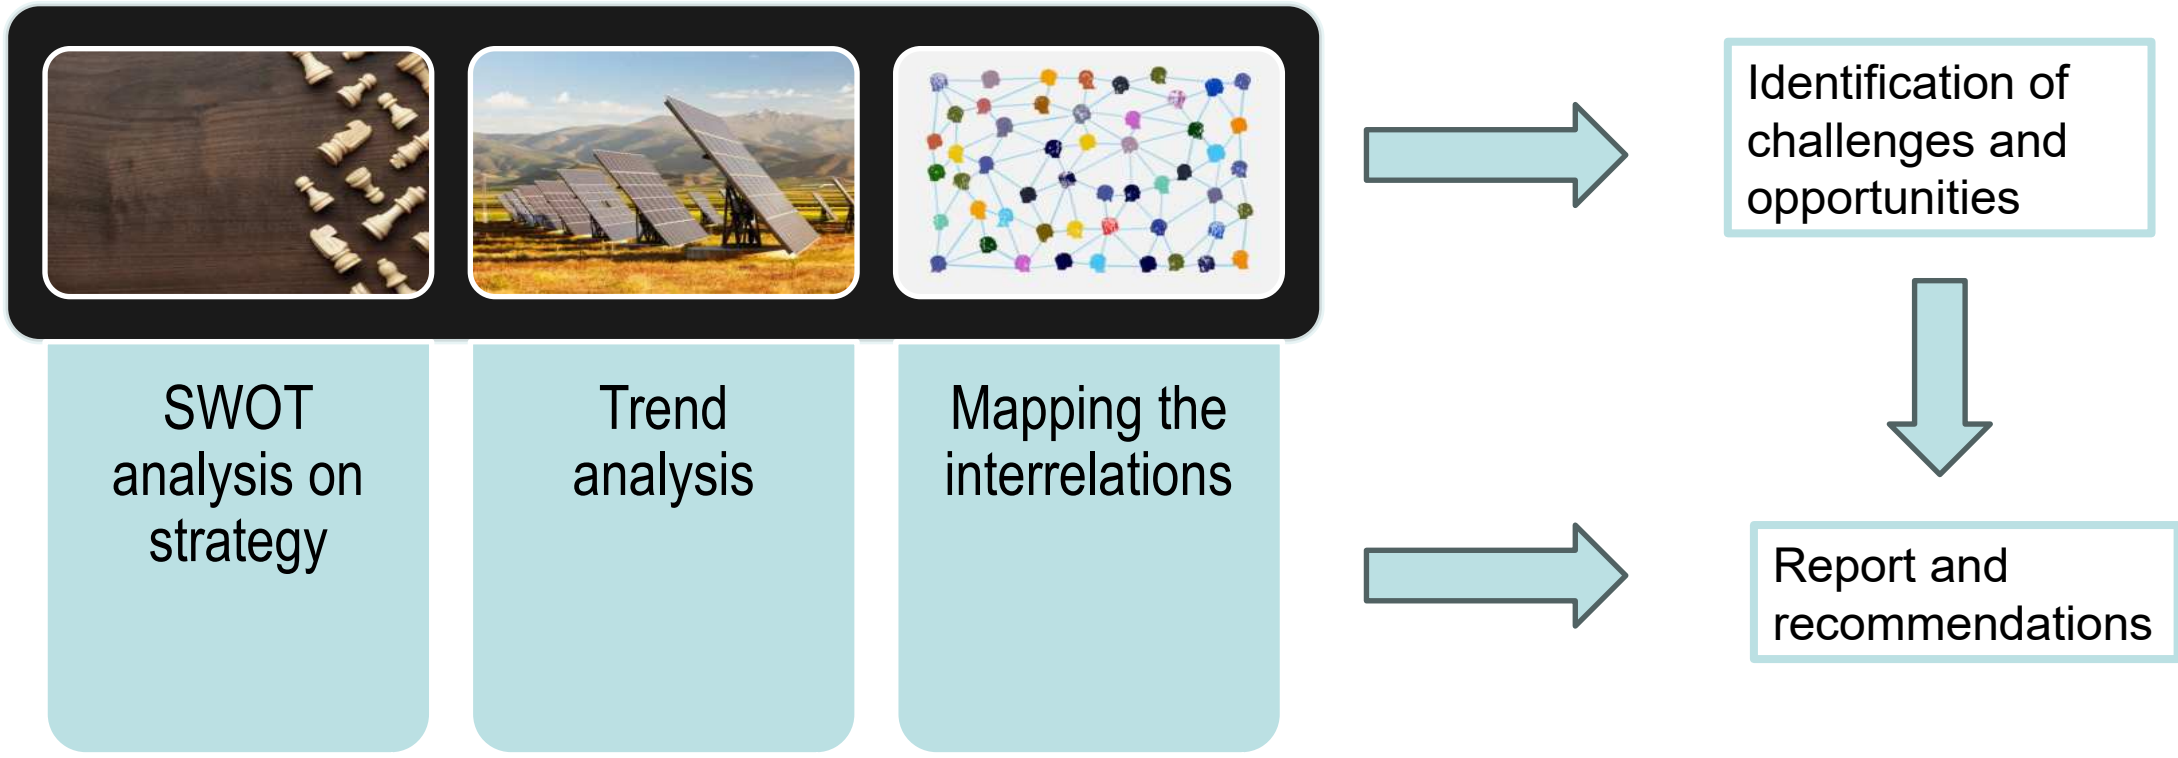 SWOT
analysis on
strategy
Trend
analysis
Mapping the
interrelations
Identification of
challenges and
opportunities
Report and
recommendations